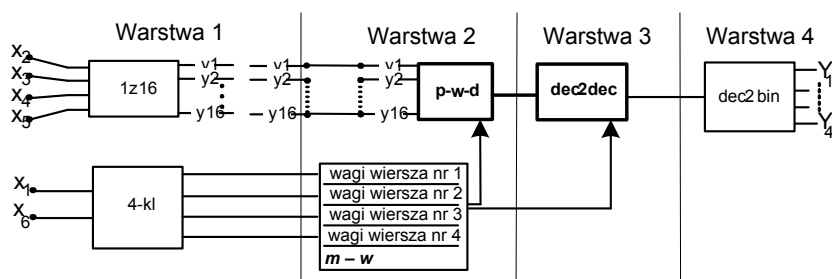 Warstwa 1 Warstwa 2 Warstwa 3 Warstwa 4
X2
X3
X4
X5
1z16
y1 y1 y1
y2 y2 y2
y16 y16 y16
p-w-d
dec2dec
dec2 bin
Y1
Y4
X1
X6
4-kl
wagi wiersza nr 1
wagi wiersza nr 2
wagi wiersza nr 3
wagi wiersza nr 4
m – w